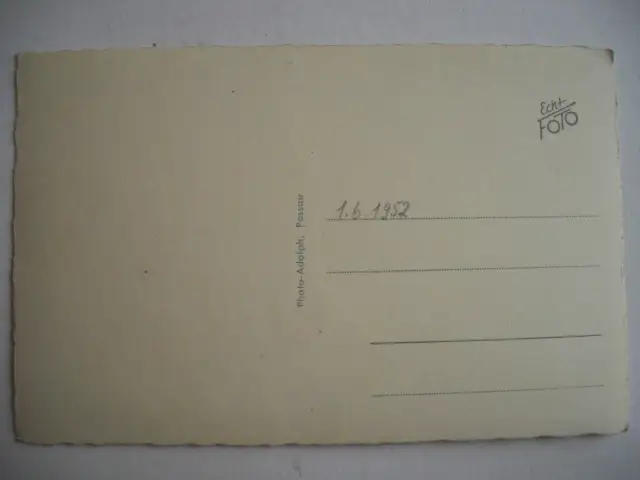 Echt
FOTO
1.6.1952
Photo-Adolph, Passau